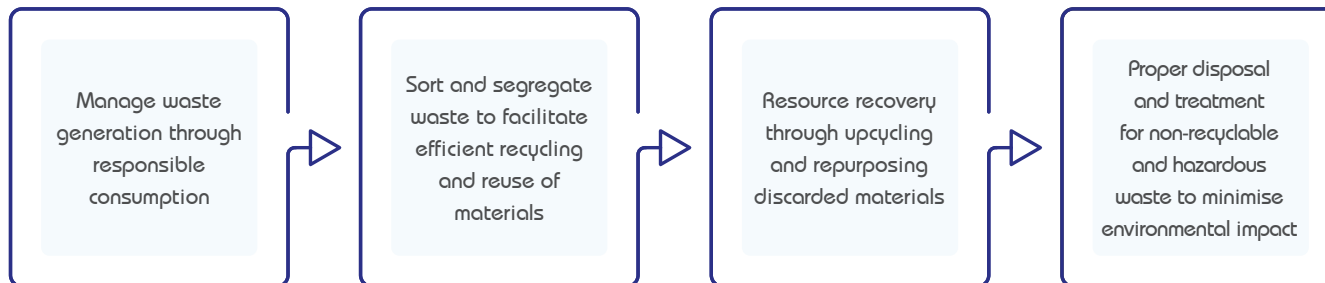 Manage waste
generation through
responsible
consumption
Sort and segregate
waste to facilitate
efficient recycling
and reuse of
materials
Resource recovery
through upcycling
and repurposing
discarded materials
Proper disposal
and treatment
for non-recyclable
and hazardous
waste to minimise
environmental impact